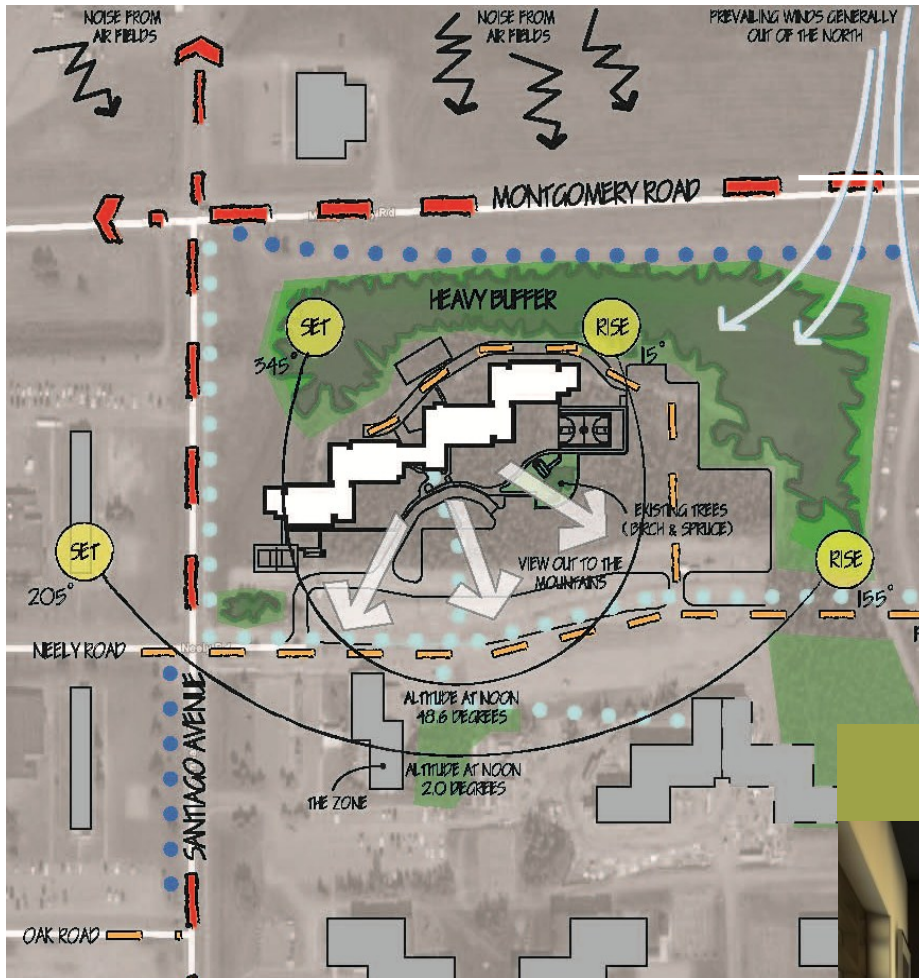 NOISE FROM
AIR FIELDS
NOISE FROM
AIR FIELDS
PREVAILING WINDS GENERALLY
OUT OF THE NORTH
MONTGOMERY ROAD
HEAVY BUFFER
SET
RISE
345°
15°
EXISTING TREES
(BIRCH & SPRUCE)
SET
VIEW OUT TO THE
MOUNTAINS
RISE
205°
155°
NEELY ROAD
ALTITUDE AT NOON
48.6 DEGREES
SANTIAGO AVENUE
ALTITUDE AT NOON
2.0 DEGREES
THE ZONE
OAK ROAD